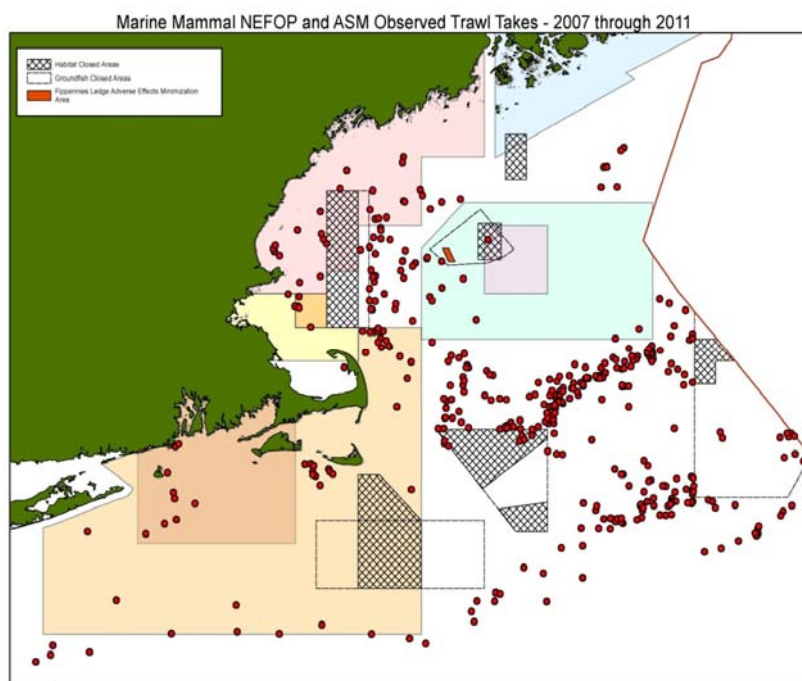 Marine Mammal NEFOP and ASM Observed Trawl Takes - 2007 through 2011
Habitat Closed Areas
Groundfish Closed Areas
Fippennies Ledge Adverse Effects Minimization
Area